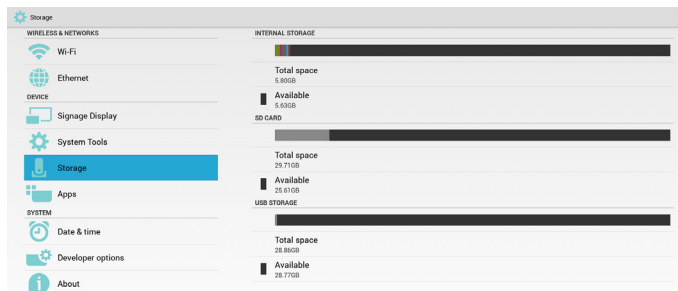 Storage
WIRELESS & NETWORKS
Wi-Fi
Ethernet
DEVICE
Signage Display
System Tools
Storage
Apps
SYSTEM
Date & time
Developer options
About
INTERNAL STORAGE
Total space
5.80GB
Available
5.63GB
SD CARD
Total space
29.71GB
Available
25.61GB
USB STORAGE
Total space
28.86GB
Available
28.77GB